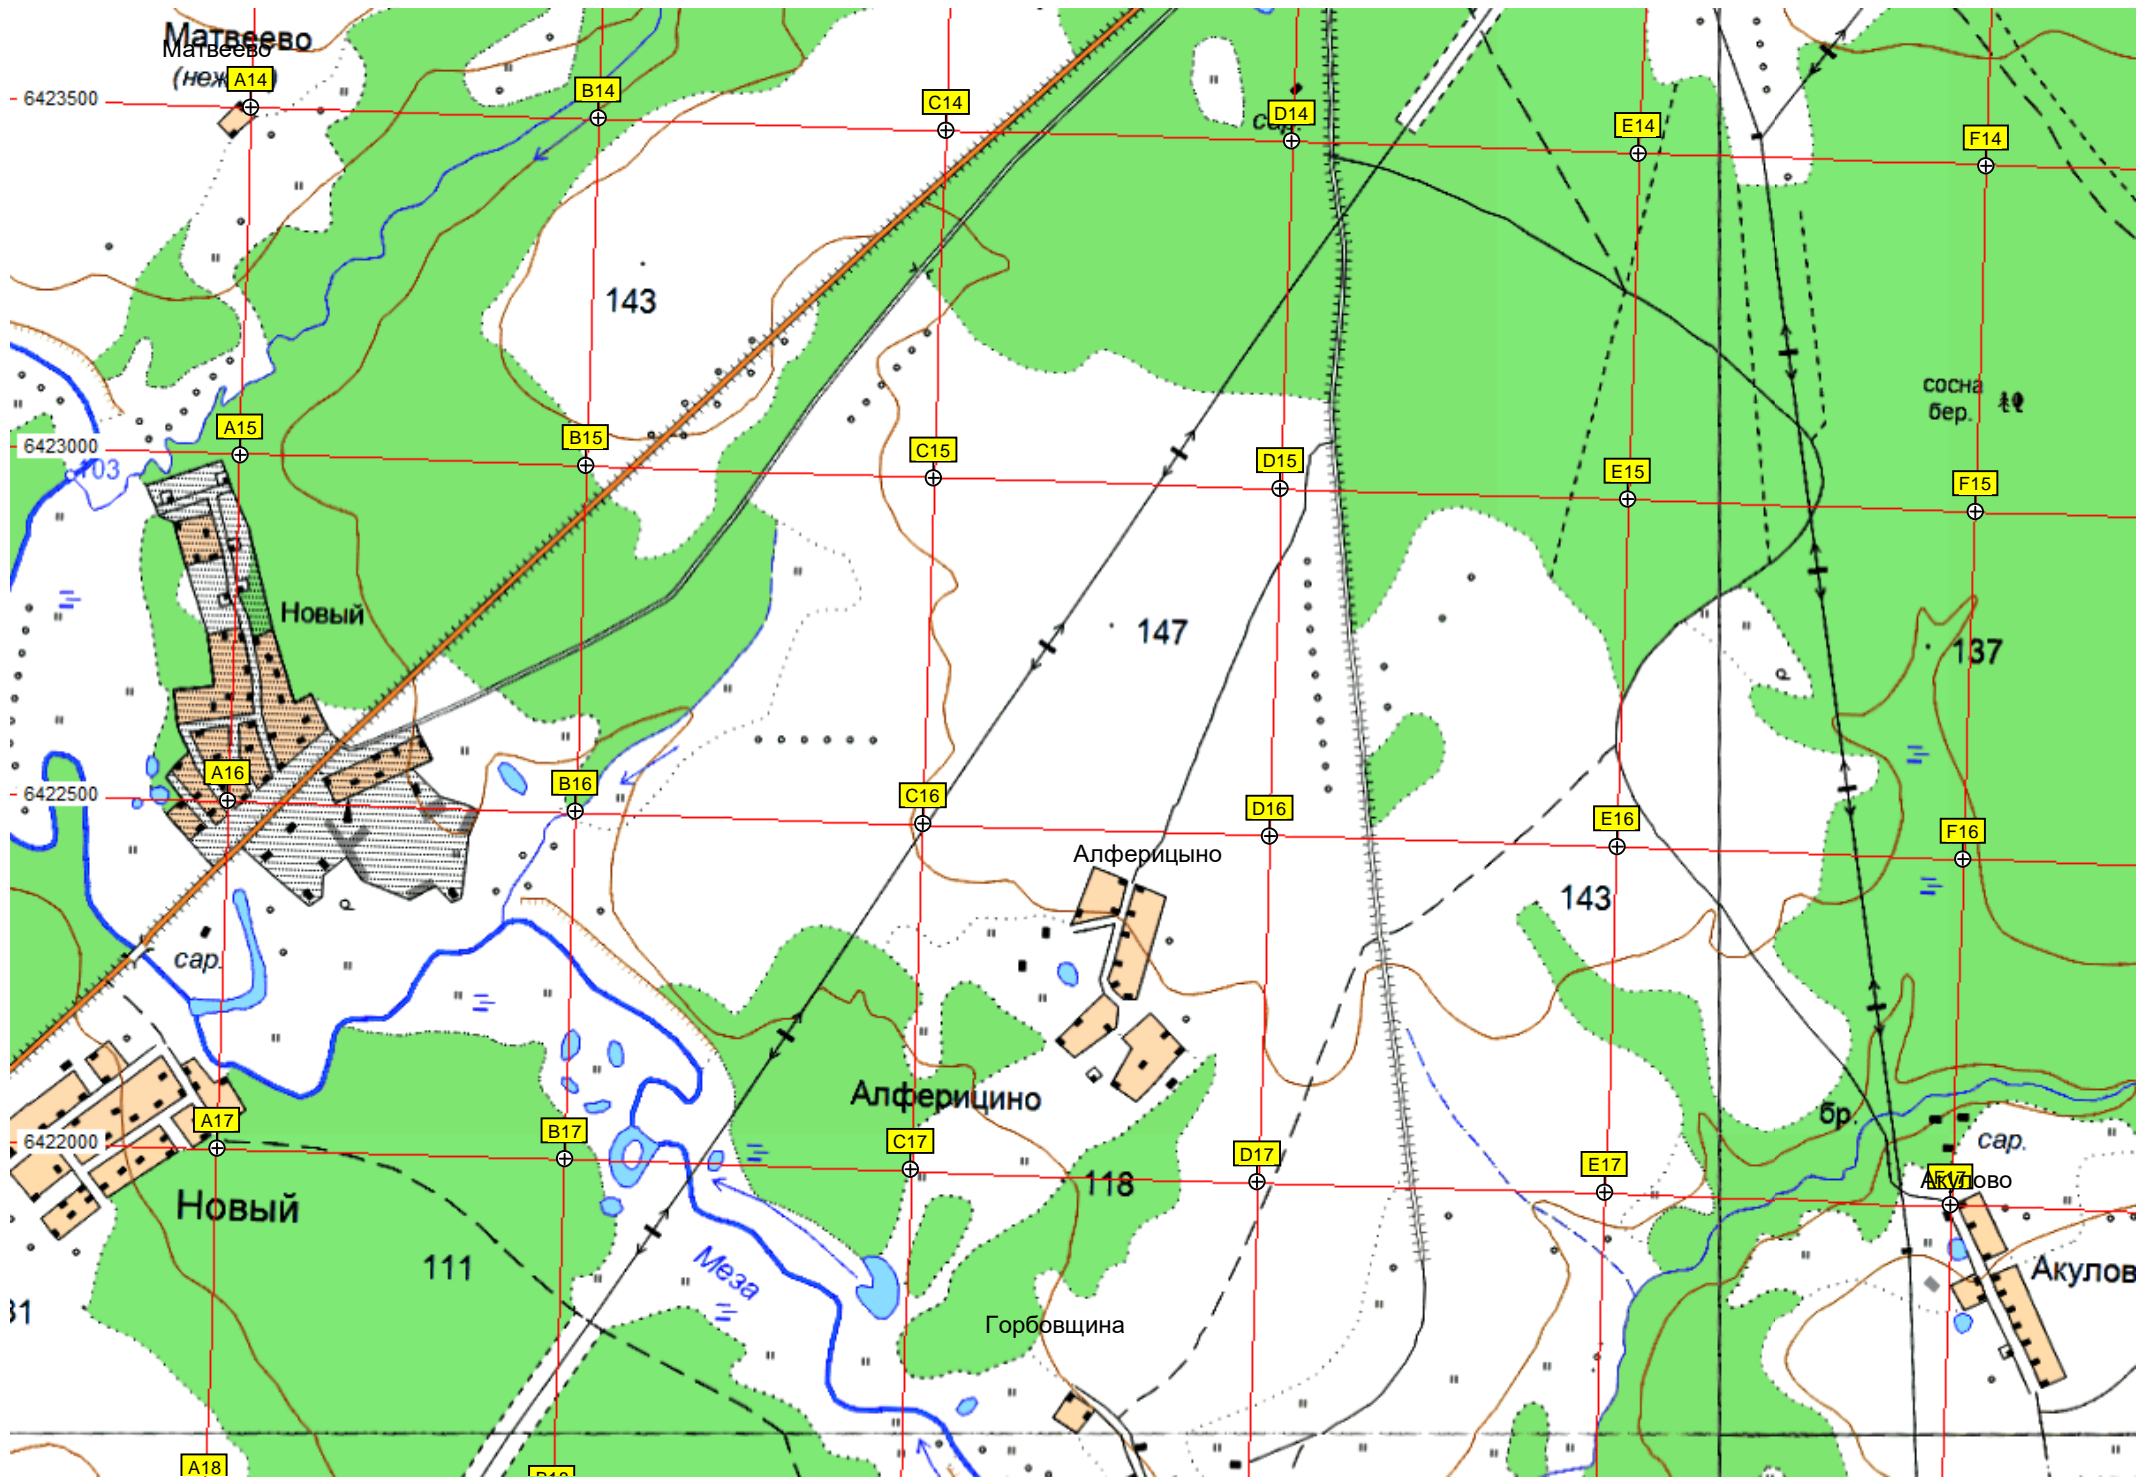 Матвеево
Матвеево
A14
B14
C14
D14
E14
F14
6423500
143
сосна
бер.
A15
B15
C15
D15
E15
F15
6423000
103
Новый
147
137
A16
B16
C16
D16
E16
F16
6422500
Алферицыно
143
сар.
Алферицино
бр.
сар.
A17
B17
C17
D17
E17
6422000
118
Акулово
Новый
111
Меза
Акулов
31
Горбовщина
A18